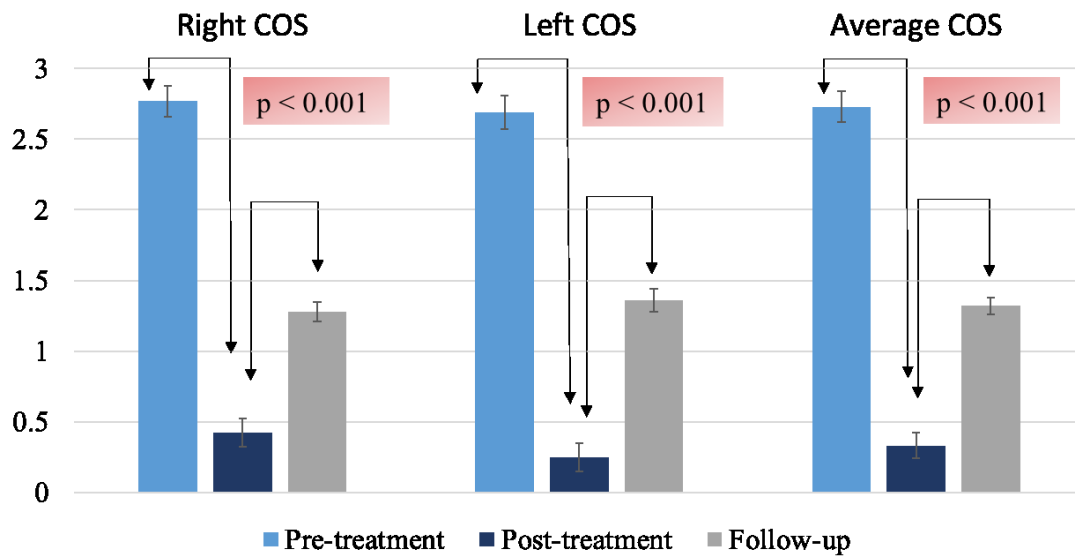 Right COS Left COS Average COS
3
p < 0.001 p < 0.001 p < 0.001
2.5
2
1.5
1
0.5
0
Pre-treatment Post-treatment Follow-up